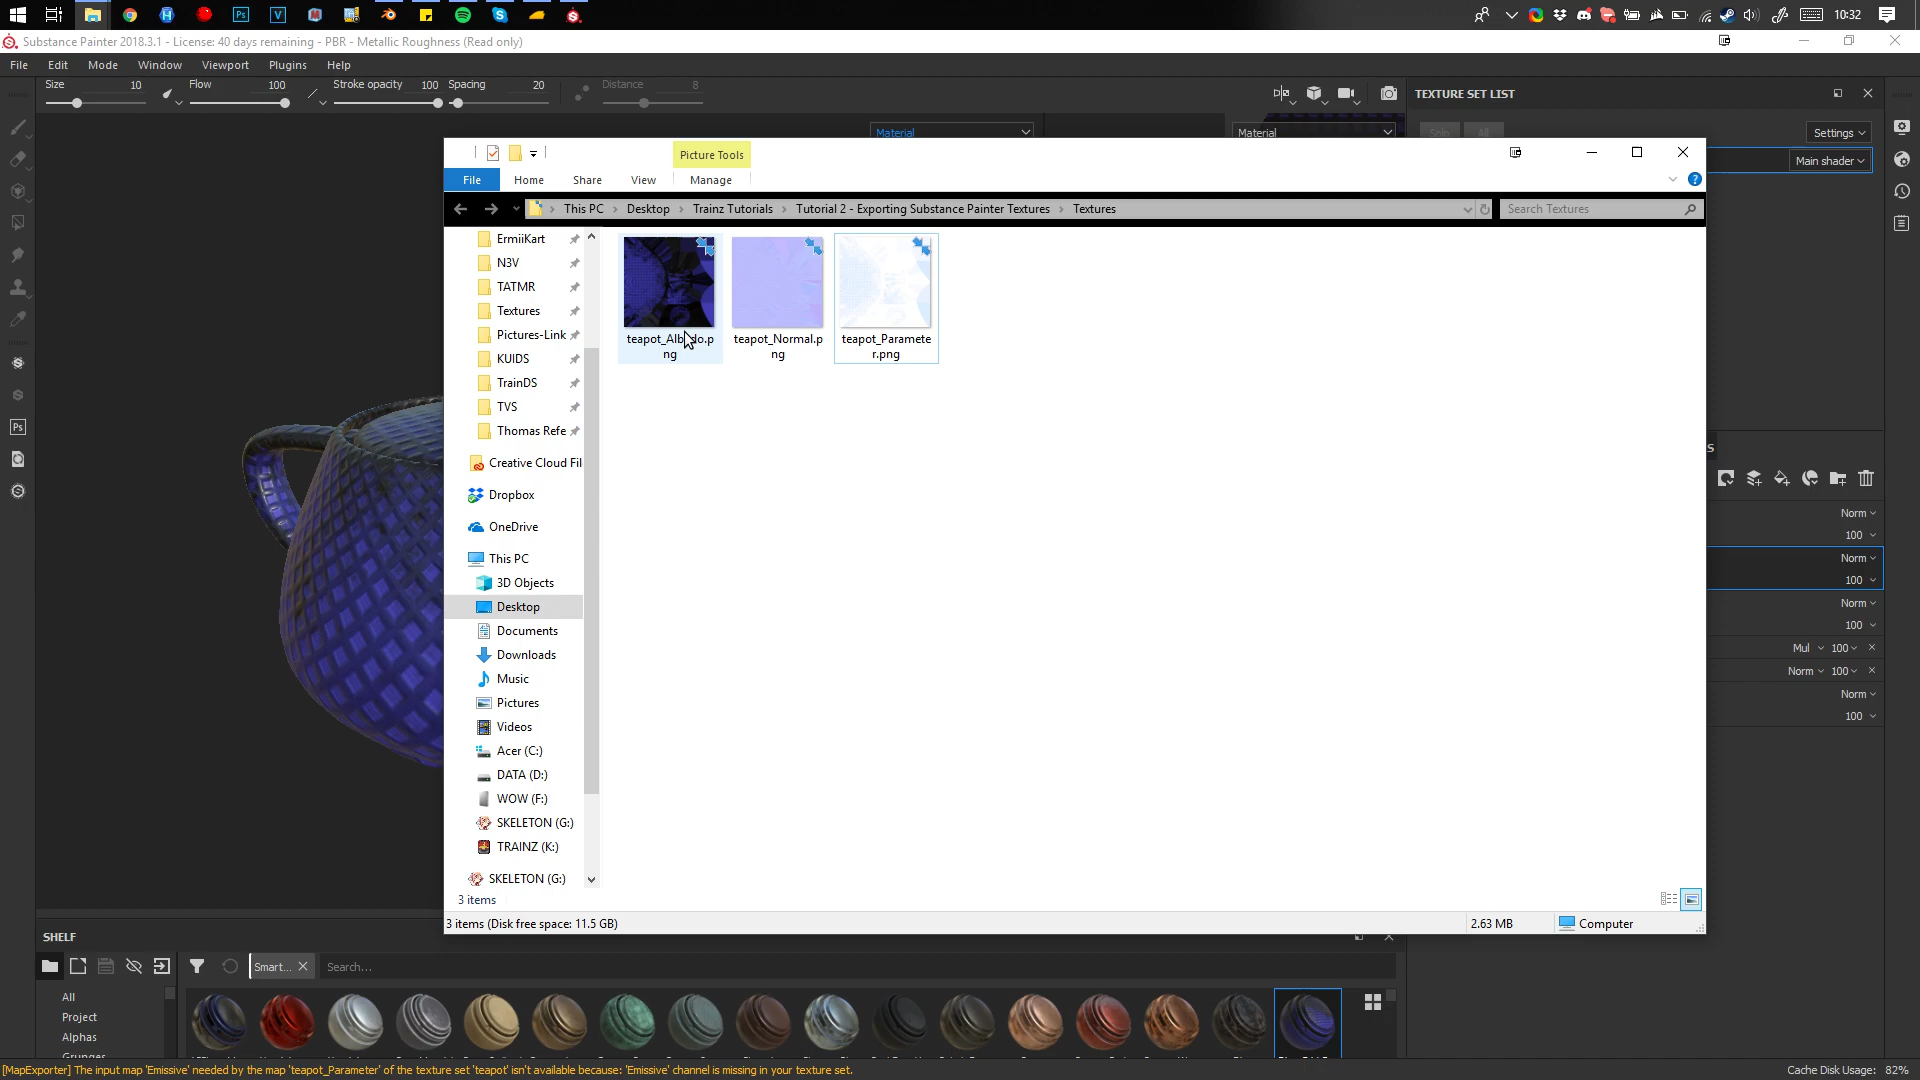 10:32
Substance Painter 2018.3.1 - License: 40 days remaining - PBR - Metallic Roughness (Read only)
File Edit Mode Window Viewport Plugins Help
Size 10 Flow 100 Stroke opacity 100 Spacing 20 Distance 8
TEXTURE SET LIST
Material
Material
Solo All
Settings
Main shader
Picture Tools
File Home Share View Manage
This PC > Desktop > Trainz Tutorials > Tutorial 2 - Exporting Substance Painter Textures > Textures
Search Textures
ErmiiKart
N3V
TATMR
Textures
Pictures-Link
KUIDS
TrainDS
TVS
Thomas Refe
Creative Cloud Fil
Dropbox
OneDrive
This PC
3D Objects
Desktop
Documents
Downloads
Music
Pictures
Videos
Acer (C:)
DATA (D:)
WOW (F:)
SKELETON (G:)
TRAINZ (K:)
SKELETON (G:)
teapot_Albedo.p
ng
teapot_Normal.p
ng
teapot_Paramete
r.png
3 items
3 items (Disk free space: 11.5 GB)
2.63 MB
Computer
Ps
S
Norm
100
Norm
100
Norm
100
Mul 100
Norm 100
Norm
100
SHELF
Smart...
Search...
All
Project
Alphas
Grunges
[MapExporter] The input map 'Emissive' needed by the map 'teapot_Parameter' of the texture set 'teapot' isn't available because: 'Emissive' channel is missing in your texture set.
Cache Disk Usage: 82%